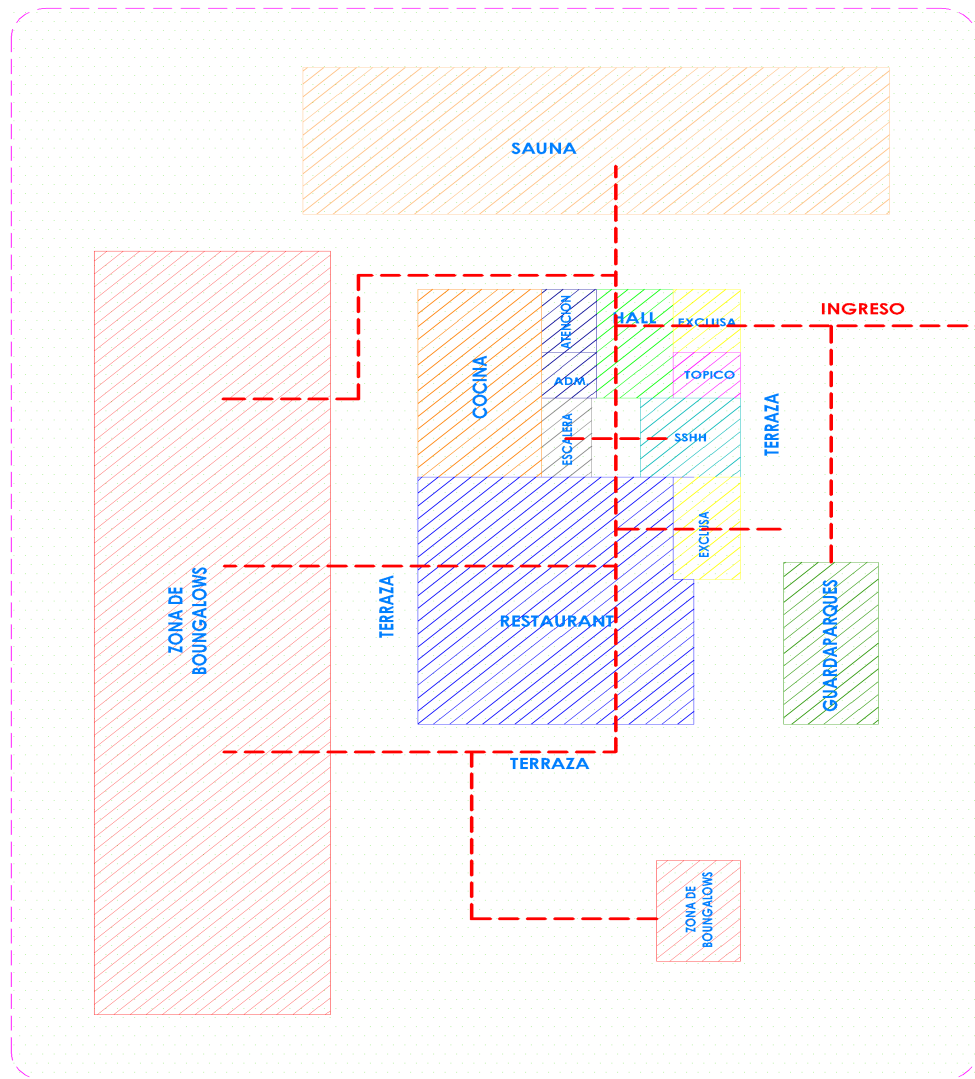 SAUNA
INGRESO
ATENCION
HALL
EXCLUSA
COCINA
ADM.
TOPICO
TERRAZA
ESCALERA
SSHH
EXCLUSA
ZONA DE
BOUNGALOWS
TERRAZA
RESTAURANT
GUARDAPARQUES
TERRAZA
ZONA DE
BOUNGALOWS